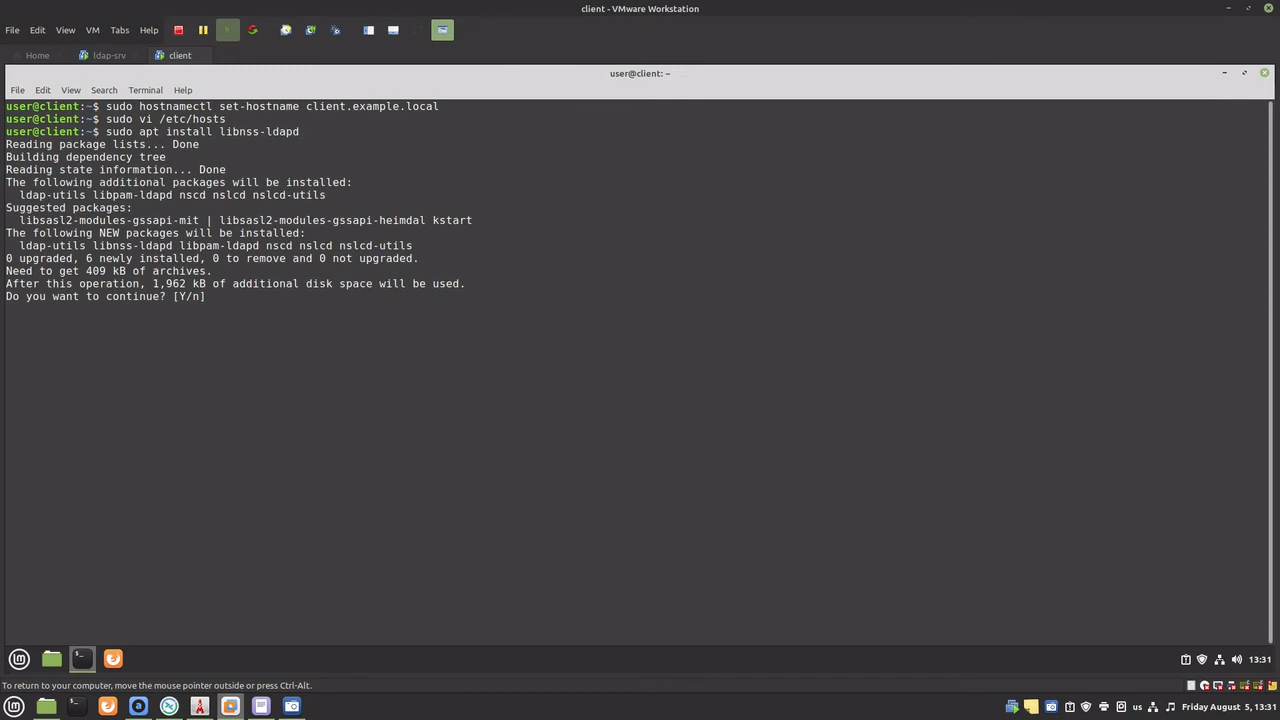 client - VMware Workstation
File Edit View VM Tabs Help
Home ldap-srv client
user@client: ~
File Edit View Search Terminal Help
user@client:~$ sudo hostnamectl set-hostname client.example.local
user@client:~$ sudo vi /etc/hosts
user@client:~$ sudo apt install libnss-ldapd
Reading package lists... Done
Building dependency tree
Reading state information... Done
The following additional packages will be installed:
  ldap-utils libpam-ldapd nscd nslcd nslcd-utils
Suggested packages:
  libsasl2-modules-gssapi-mit | libsasl2-modules-gssapi-heimdal kstart
The following NEW packages will be installed:
  ldap-utils libnss-ldapd libpam-ldapd nscd nslcd nslcd-utils
0 upgraded, 6 newly installed, 0 to remove and 0 not upgraded.
Need to get 409 kB of archives.
After this operation, 1,962 kB of additional disk space will be used.
Do you want to continue? [Y/n]
13:31
To return to your computer, move the mouse pointer outside or press Ctrl-Alt.
us Friday August 5, 13:31